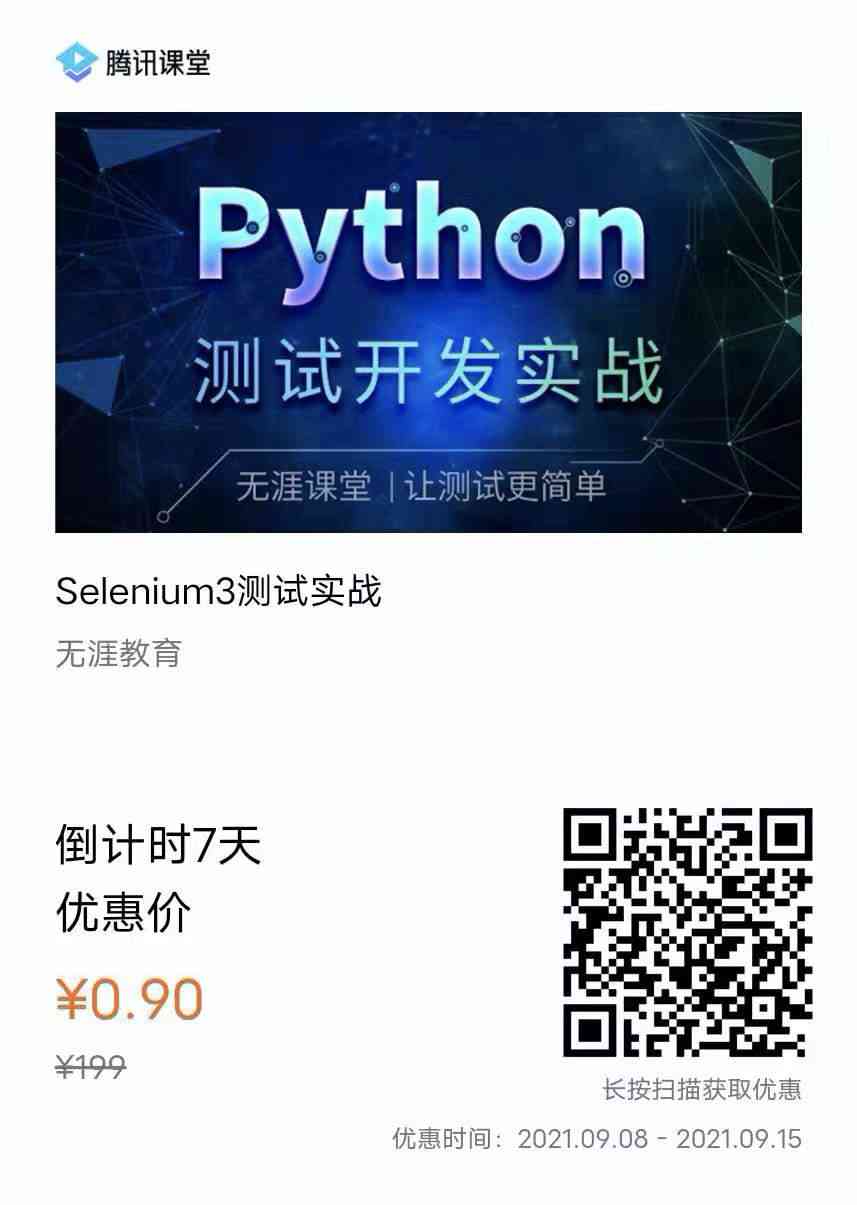 腾讯课堂
Python
测试开发实战
无涯课堂 | 让测试更简单
Selenium3测试实战
无涯教育
倒计时7天
优惠价
¥0.90
¥199
长按扫描获取优惠
优惠时间：2021.09.08 - 2021.09.15